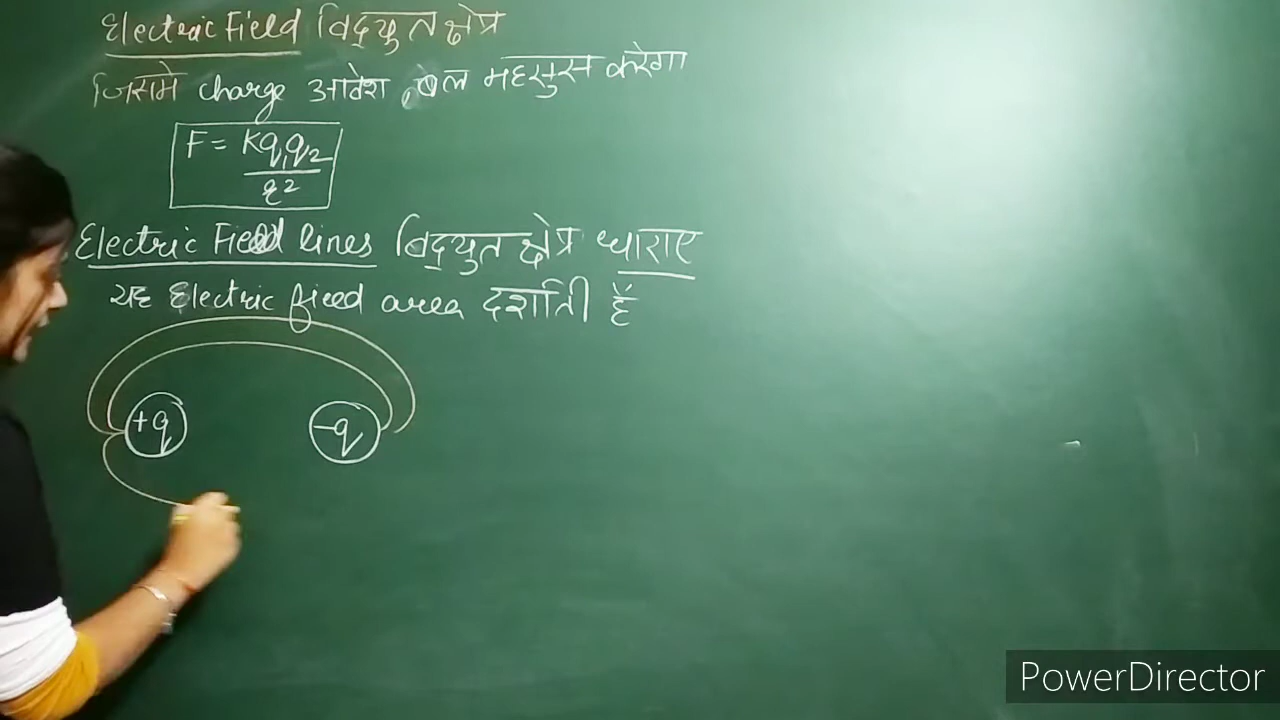 Electric Field विद्युत क्षेत्र
जिसमे charge आवेश बल महसुस करेगा
F = Kq₁q₂
r²
Electric Field lines विद्युत क्षेत्र धाराए
यह Electric field area दर्शाती हैं
+q -q
PowerDirector